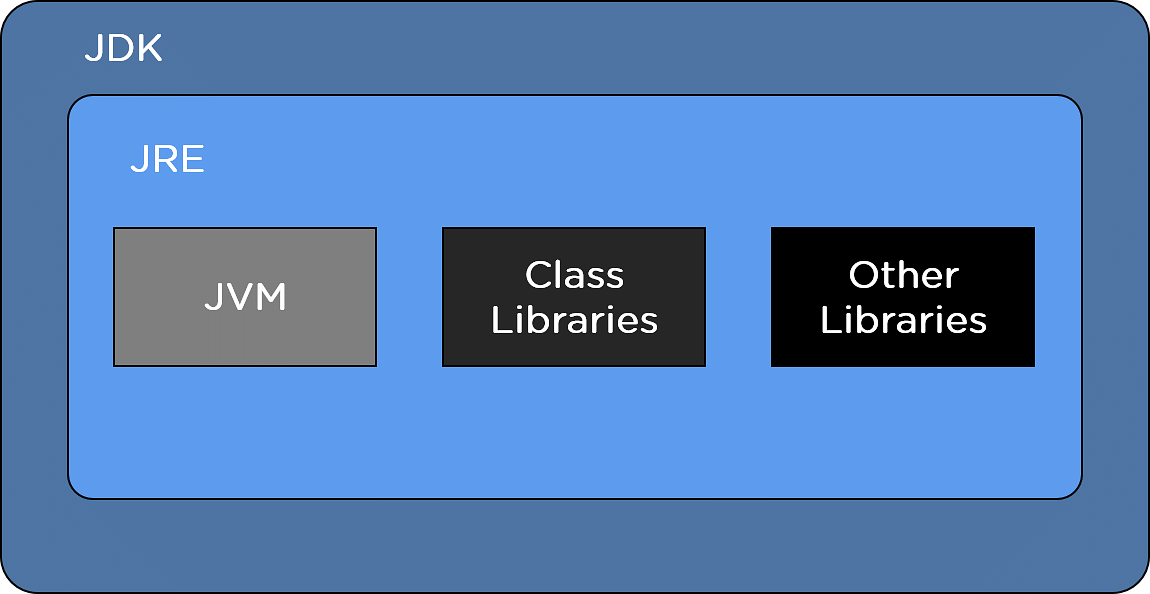 JDK
JRE
JVM
Class
Libraries
Other
Libraries